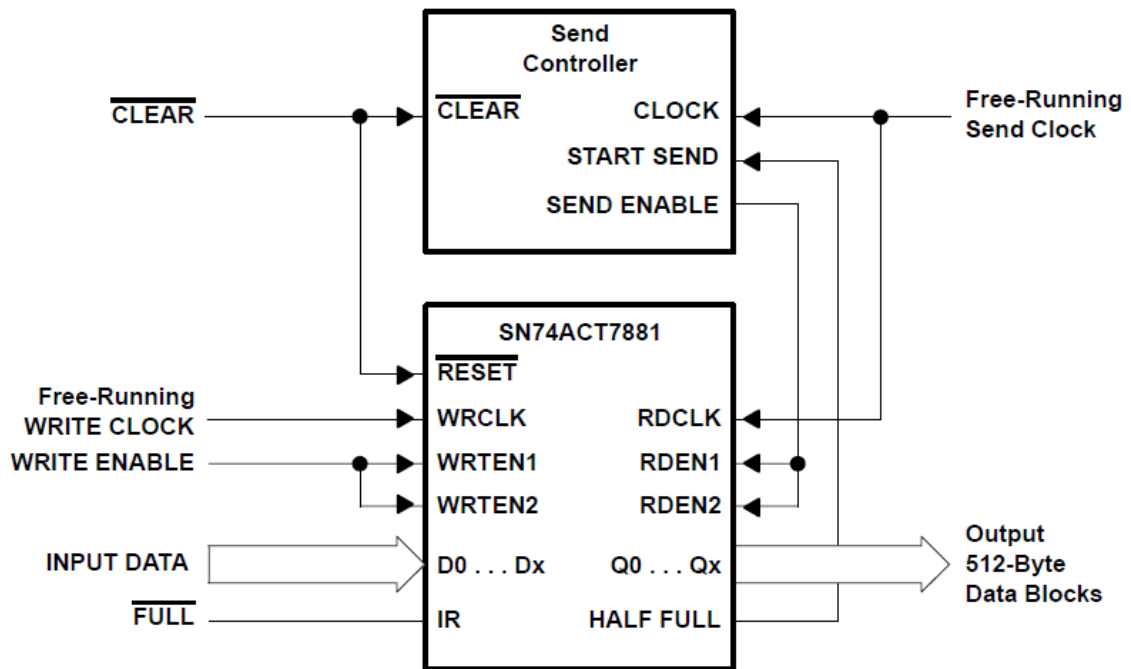 Send
Controller
CLEAR
CLEAR
CLOCK
Free-Running
Send Clock
START SEND
SEND ENABLE
SN74ACT7881
RESET
Free-Running
WRITE CLOCK
WRCLK
RDCLK
WRITE ENABLE
WRTEN1
RDEN1
WRTEN2
RDEN2
INPUT DATA
D0 . . . Dx
Q0 . . . Qx
Output
512-Byte
Data Blocks
FULL
IR
HALF FULL